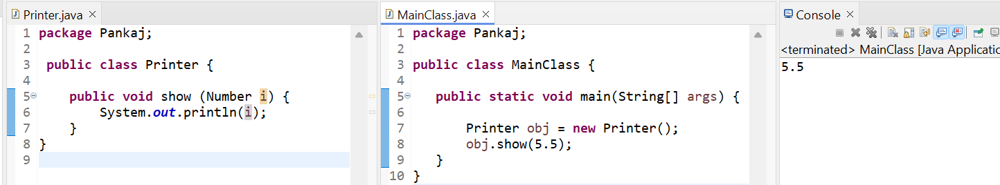 Printer.java
1 package Pankaj;
2
3 public class Printer {
4
5 public void show (Number i) {
6 System.out.println(i);
7 }
8 }
9
MainClass.java
1 package Pankaj;
2
3 public class MainClass {
4
5 public static void main(String[] args) {
6
7 Printer obj = new Printer();
8 obj.show(5.5);
9 }
10 }
Console
<terminated> MainClass [Java Applicatio
5.5